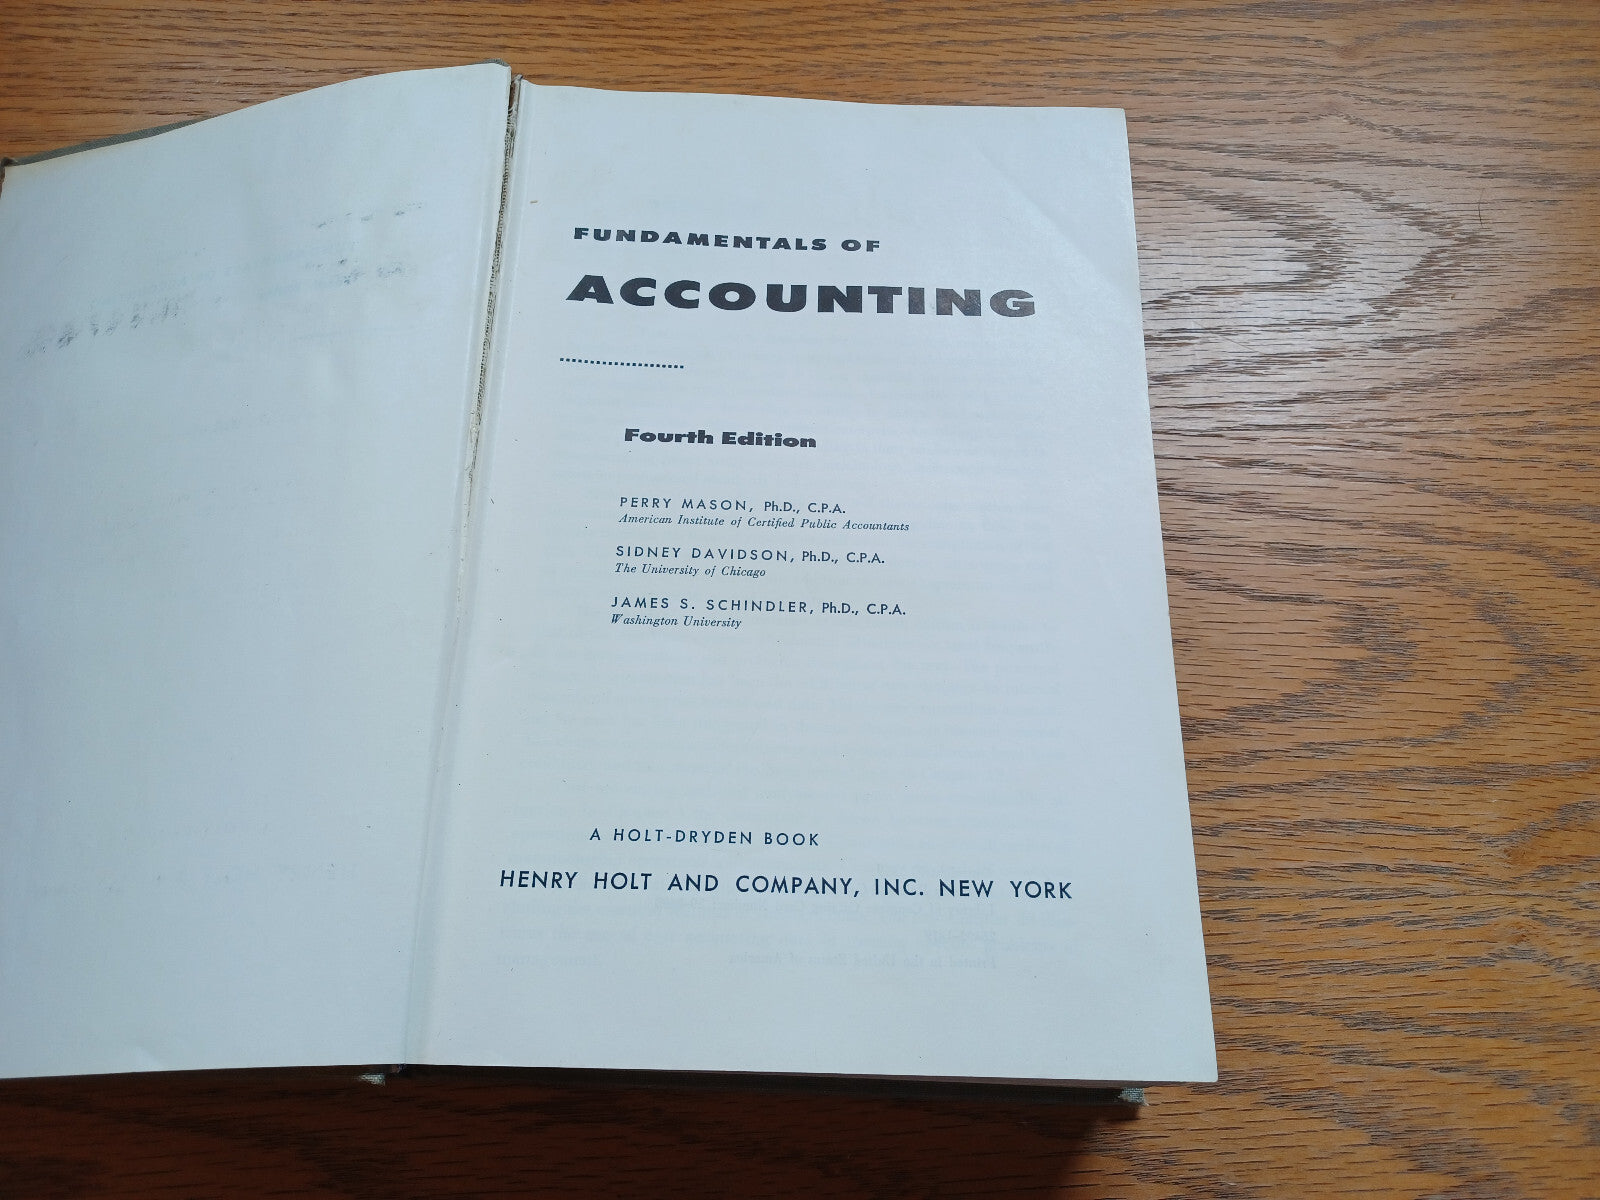 FUNDAMENTALS OF
ACCOUNTING
Fourth Edition
PERRY MASON, Ph.D., C.P.A.
American Institute of Certified Public Accountants
SIDNEY DAVIDSON, Ph.D., C.P.A.
The University of Chicago
JAMES S. SCHINDLER, Ph.D., C.P.A.
Washington University
A HOLT-DRYDEN BOOK
HENRY HOLT AND COMPANY, INC. NEW YORK